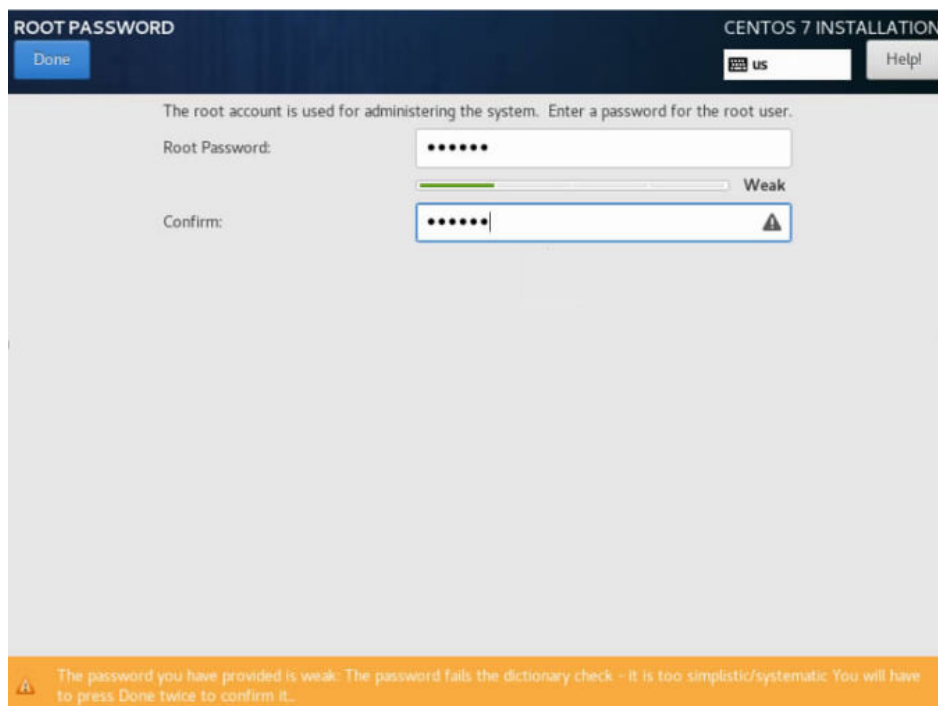 ROOT PASSWORD
CENTOS 7 INSTALLATION
Done
us
Help!
The root account is used for administering the system. Enter a password for the root user.
Root Password:
••••••
Weak
Confirm:
••••••
The password you have provided is weak: The password fails the dictionary check - it is too simplistic/systematic You will have
to press Done twice to confirm it..